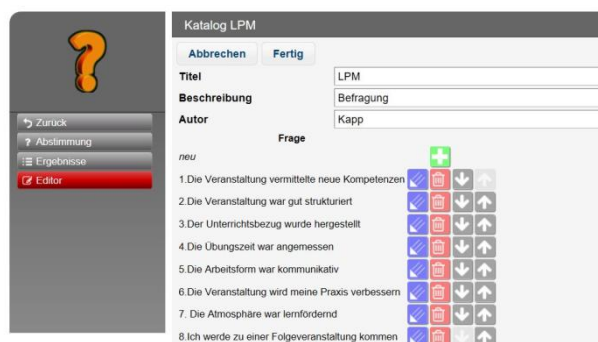 Katalog LPM
Abbrechen Fertig
Titel LPM
Beschreibung Befragung
Autor Kapp
Frage
neu
1.Die Veranstaltung vermittelte neue Kompetenzen
2.Die Veranstaltung war gut strukturiert
3.Der Unterrichtsbezug wurde hergestellt
4.Die Übungszeit war angemessen
5.Die Arbeitsform war kommunikativ
6.Die Veranstaltung wird meine Praxis verbessern
7. Die Atmosphäre war lernfördernd
8.Ich werde zu einer Folgeveranstaltung kommen
Zurück
? Abstimmung
Ergebnisse
Editor